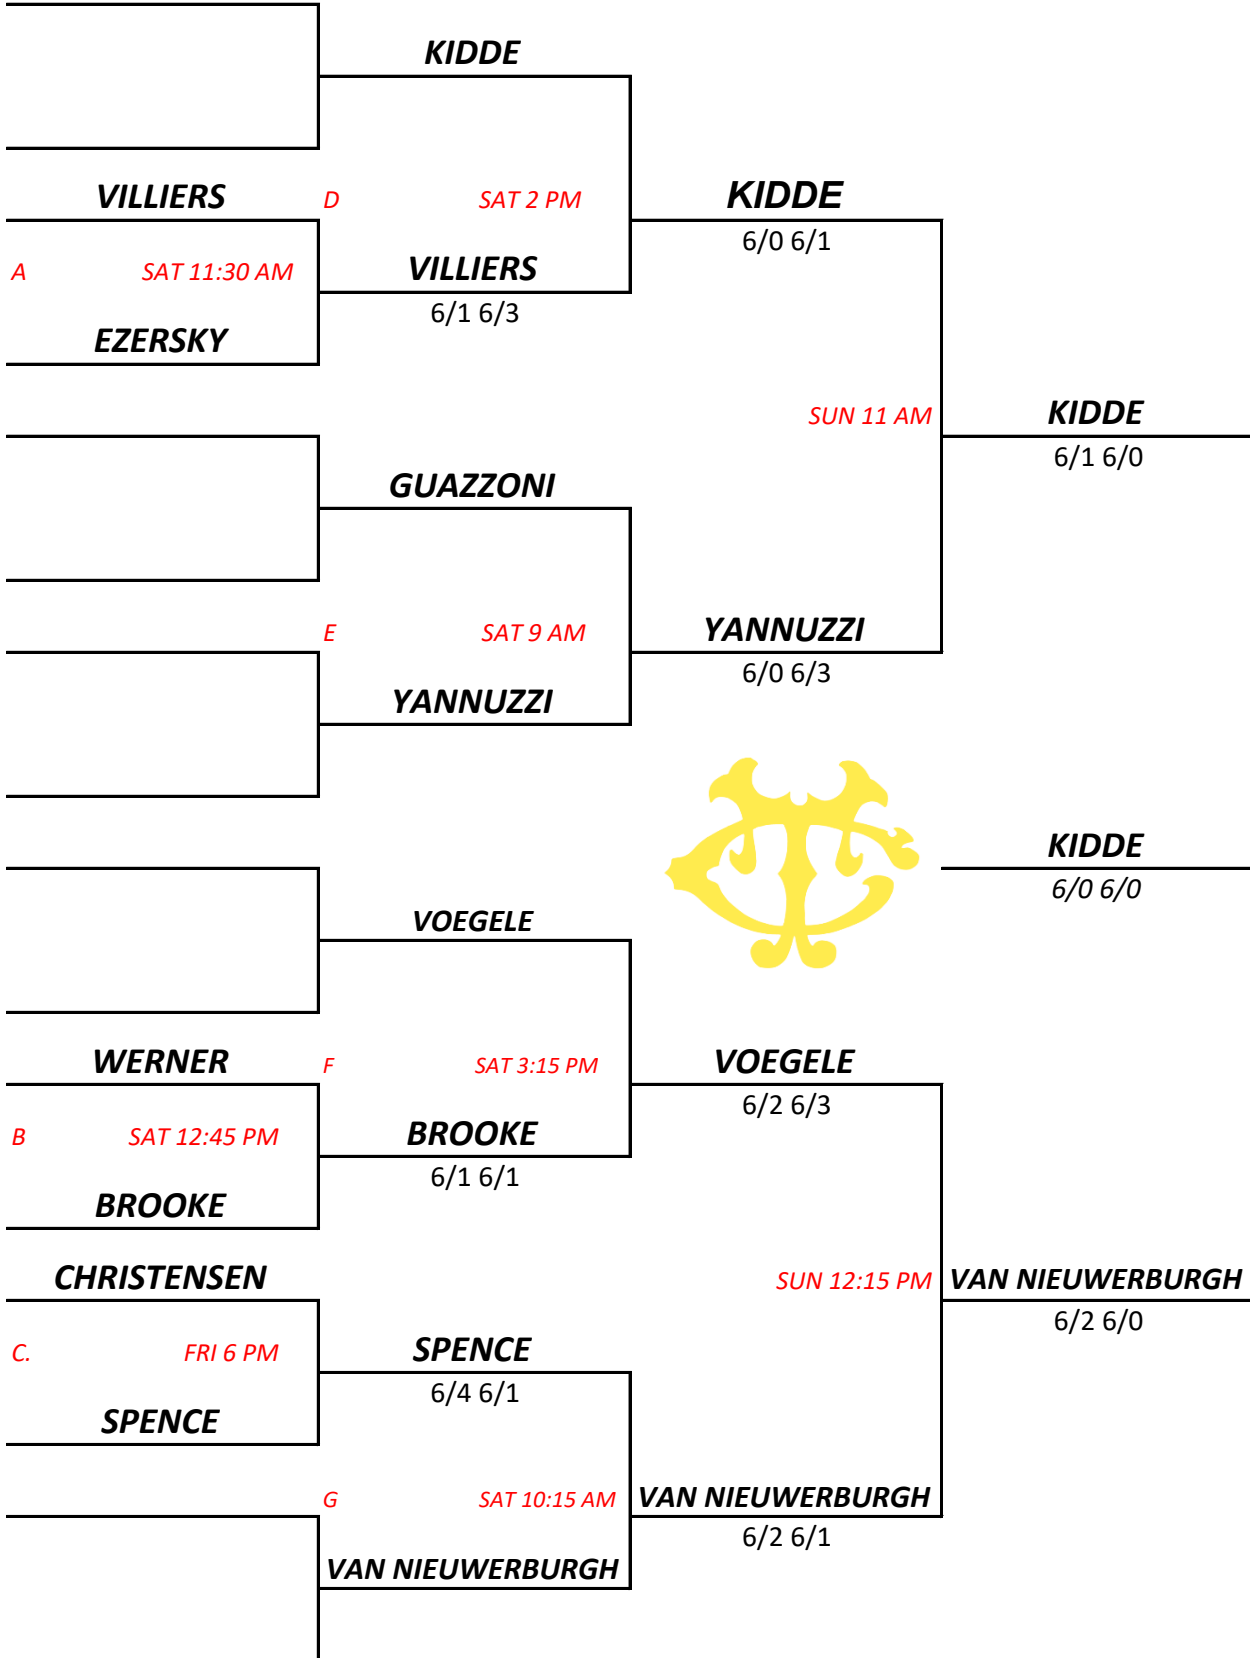 KIDDE
VILLIERS
D SAT 2 PM
KIDDE
6/0 6/1
A SAT 11:30 AM
VILLIERS
6/1 6/3
EZERSKY
SUN 11 AM
KIDDE
6/1 6/0
GUAZZONI
E SAT 9 AM
YANNUZZI
6/0 6/3
YANNUZZI
KIDDE
6/0 6/0
VOEGELE
WERNER
F SAT 3:15 PM
VOEGELE
6/2 6/3
B SAT 12:45 PM
BROOKE
6/1 6/1
BROOKE
CHRISTENSEN
SUN 12:15 PM
VAN NIEUWERBURGH
6/2 6/0
C. FRI 6 PM
SPENCE
6/4 6/1
SPENCE
G SAT 10:15 AM
VAN NIEUWERBURGH
6/2 6/1
VAN NIEUWERBURGH